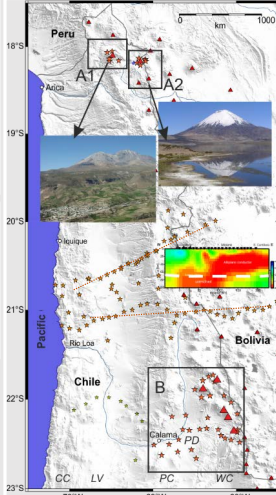 Peru
0
1000
km
18°S
A1
A2
Arica
19°S
20°S
Iquique
21°S
Rio Loa
Pacific
Bolivia
Chile
B
22°S
Calama
PD
CC
LV
PC
WC
23°S